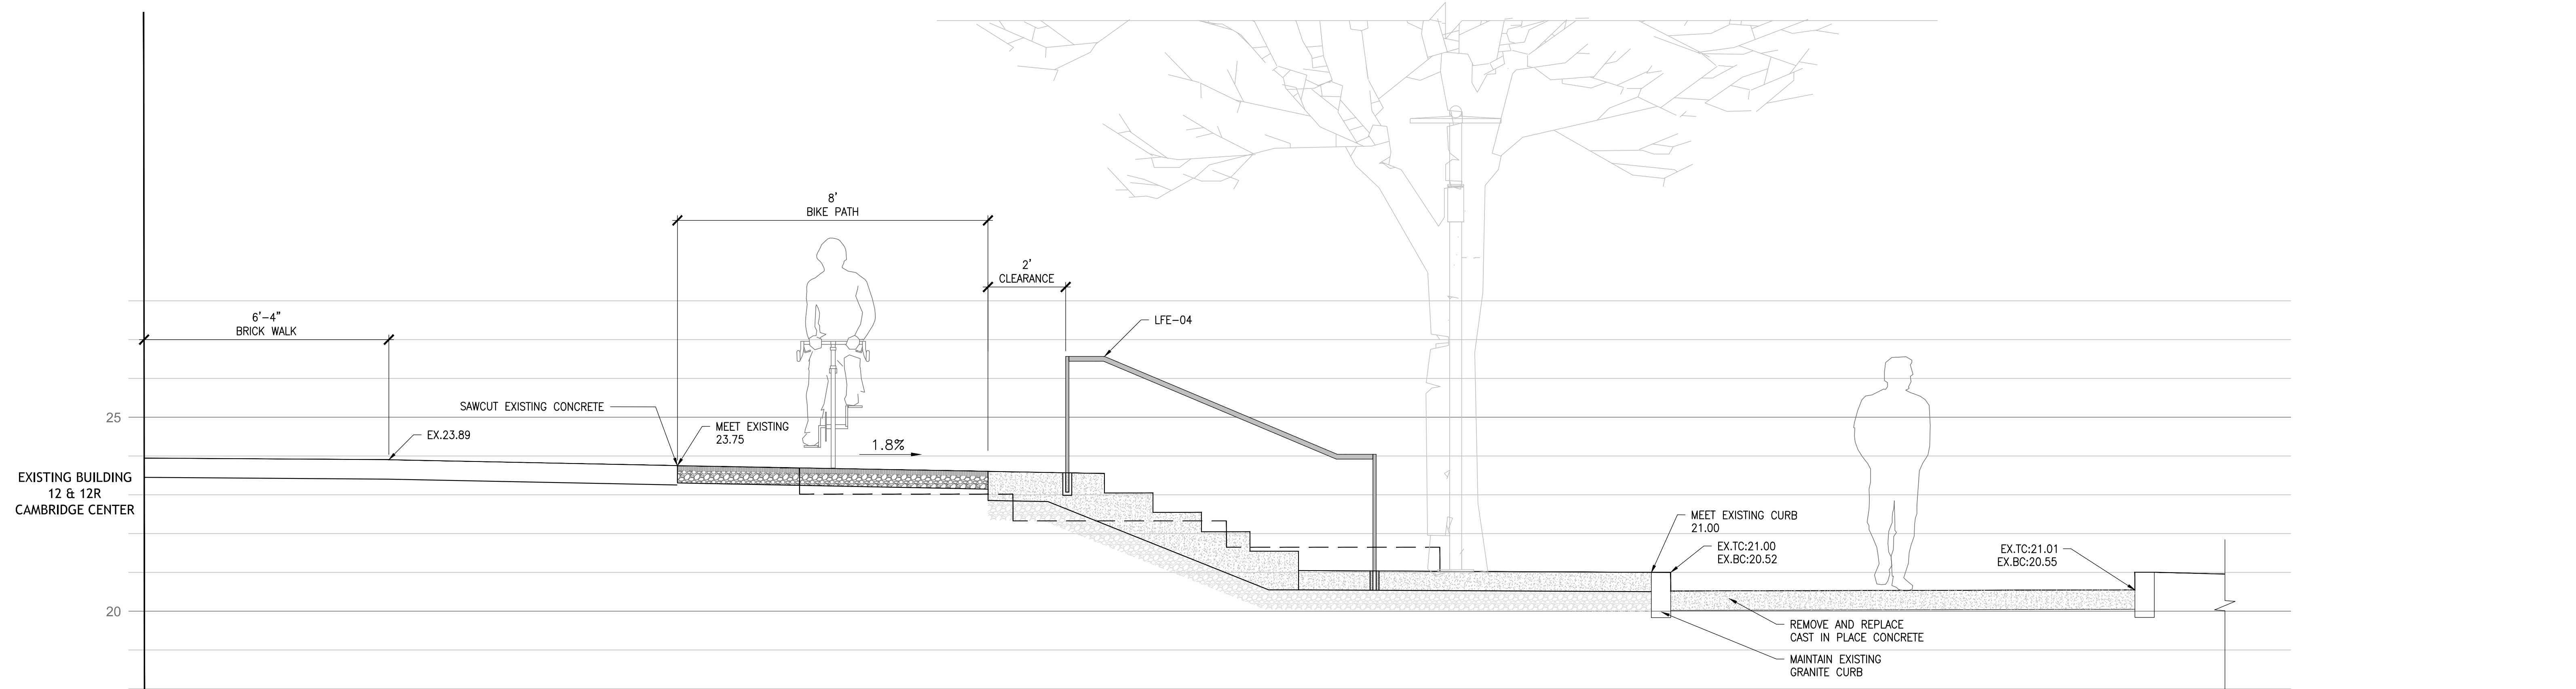 8'
BIKE PATH
2'
CLEARANCE
6'-4"
BRICK WALK
LFE-04
25
SAWCUT EXISTING CONCRETE
EX.23.89
MEET EXISTING
23.75
1.8%
EXISTING BUILDING
12 & 12R
CAMBRIDGE CENTER
MEET EXISTING CURB
21.00
EX.TC:21.00
EX.BC:20.52
EX.TC:21.01
EX.BC:20.55
20
REMOVE AND REPLACE
CAST IN PLACE CONCRETE
MAINTAIN EXISTING
GRANITE CURB